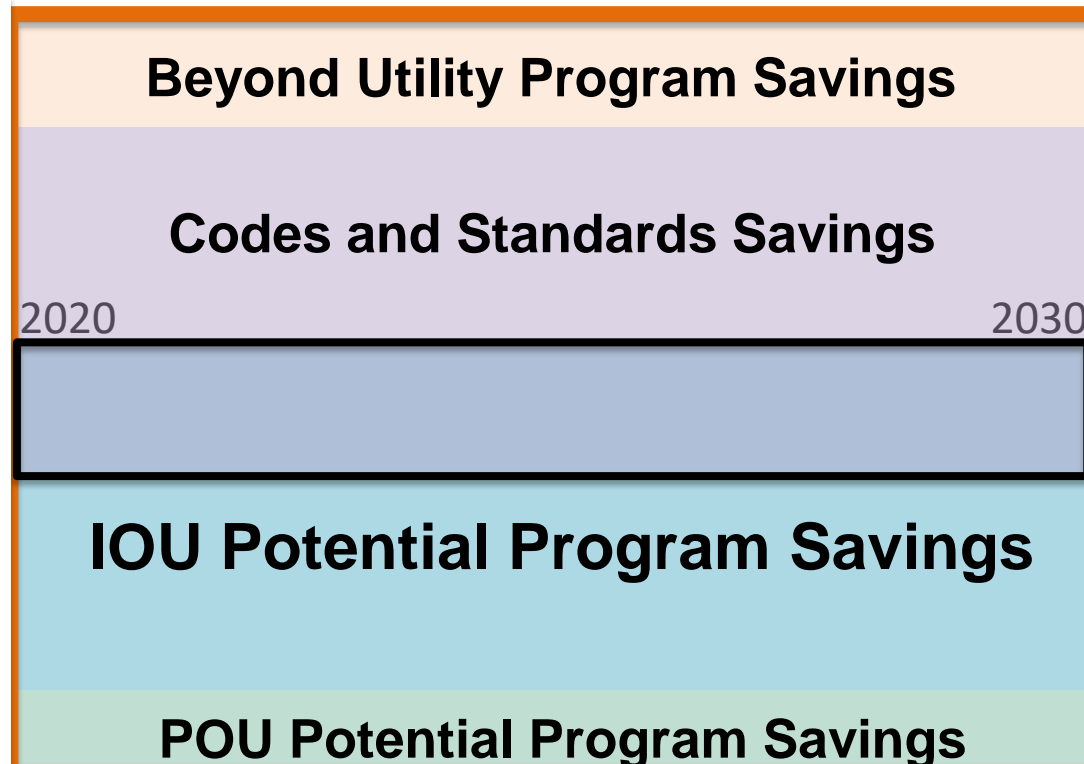 Beyond Utility Program Savings
Codes and Standards Savings
2020 2030
IOU Potential Program Savings
POU Potential Program Savings